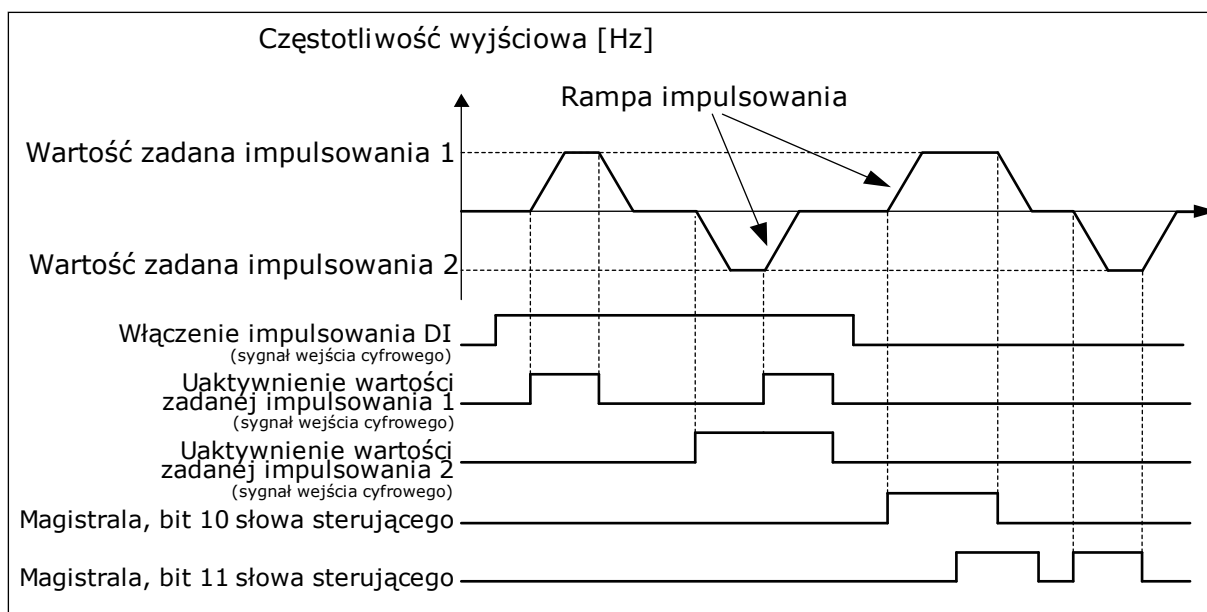 Częstotliwość wyjściowa [Hz]
Rampa impulsowania
Wartość zadana impulsowania 1
Wartość zadana impulsowania 2
Włączenie impulsowania DI
(sygnał wejścia cyfrowego)
Uaktywnienie wartości
zadanej impulsowania 1
(sygnał wejścia cyfrowego)
Uaktywnienie wartości
zadanej impulsowania 2
(sygnał wejścia cyfrowego)
Magistrala, bit 10 słowa sterującego
Magistrala, bit 11 słowa sterującego